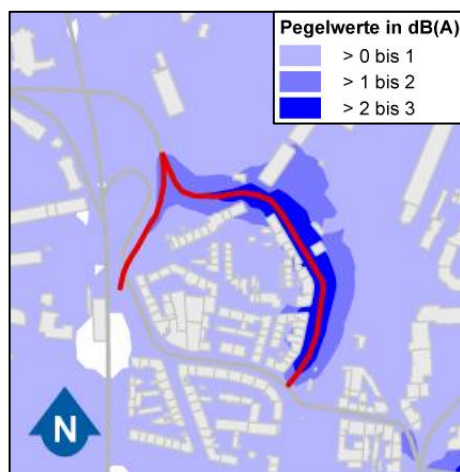 Pegelwerte in dB(A)
> 0 bis 1
> 1 bis 2
> 2 bis 3
N